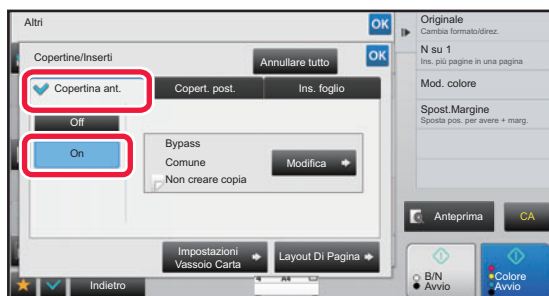 Altri
OK
Copertine/Inserti
Annullare tutto
OK
Copertina ant.
Copert. post.
Ins. foglio
Off
On
Bypass
Comune
Non creare copia
Modifica
Impostazioni
Vassoio Carta
Layout Di Pagina
Indietro
A4
Originale
Cambia formato/direz.
N su 1
Ins. più pagine in una pagina
Mod. colore
Spost.Margine
Sposta pos. per avere + marg.
Anteprima
CA
B/N
Avvio
Colore
Avvio